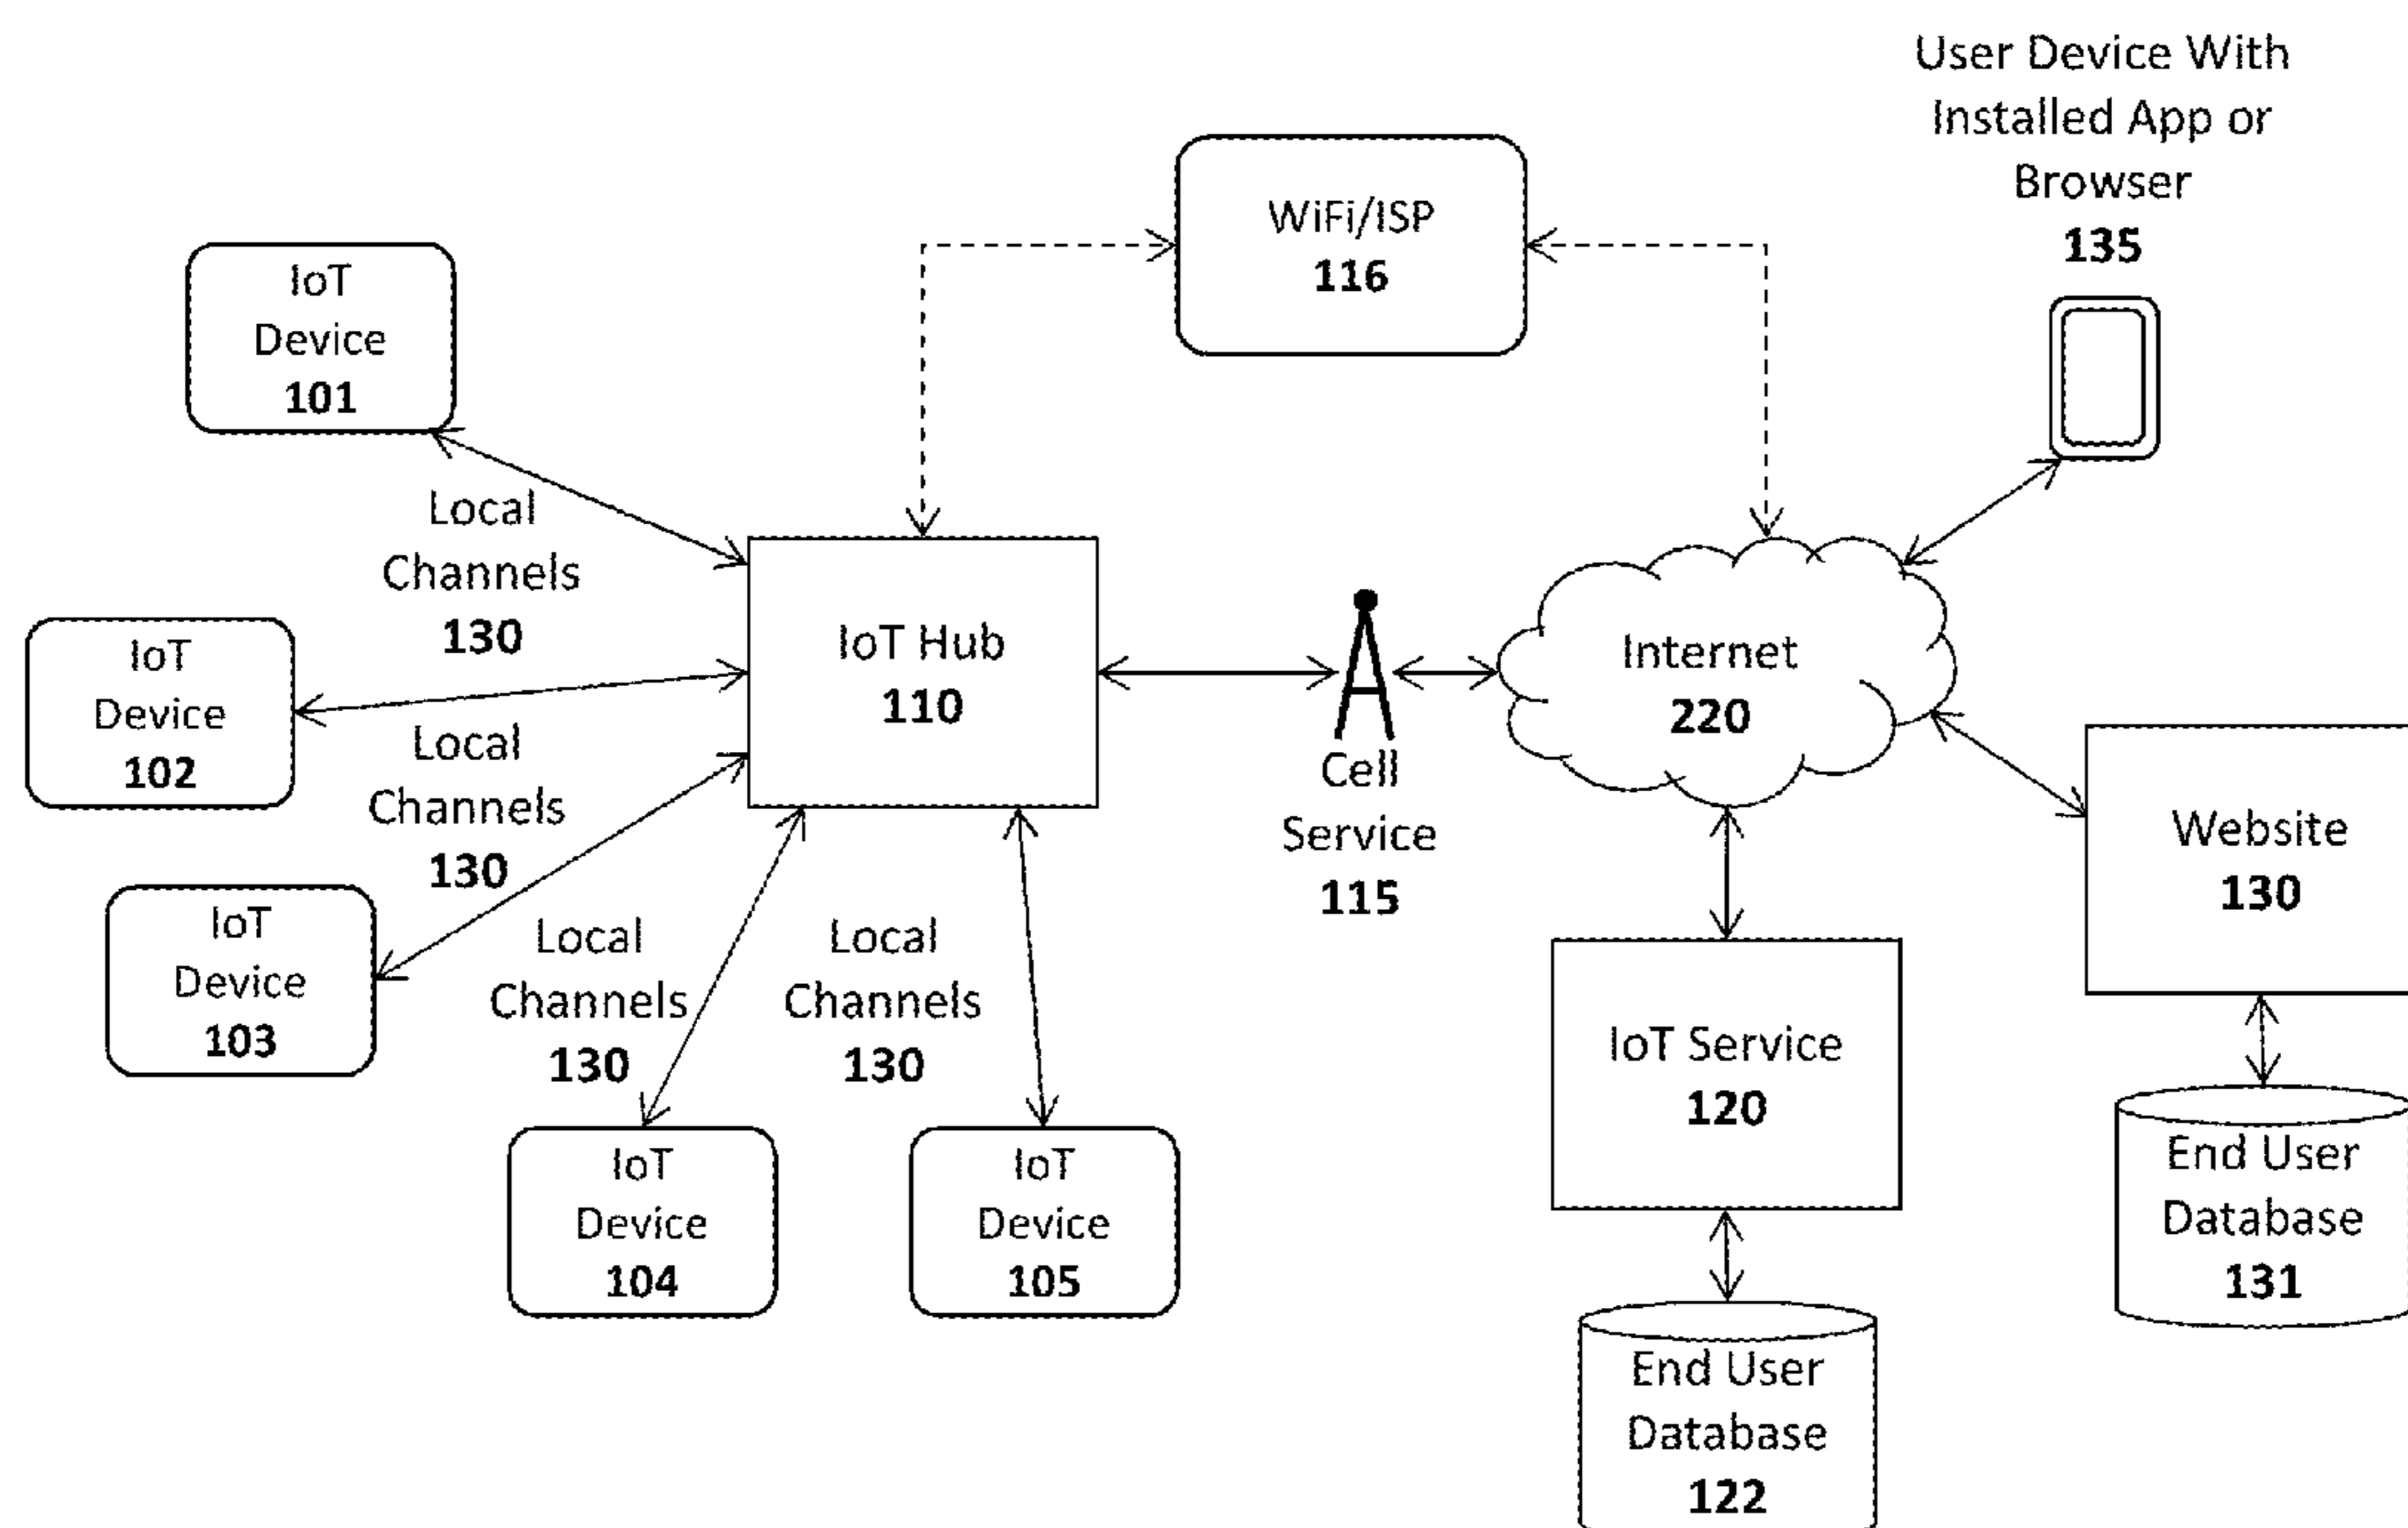 User Device With
Installed App or
Browser
135
WiFi/ISP
116
IoT
Device
101
Local
Channels
130
IoT
Device
102
IoT Hub
110
Internet
220
Local
Channels
130
Cell
Service
115
Website
130
IoT
Device
103
Local
Channels
130
Local
Channels
130
IoT Service
120
IoT
Device
104
IoT
Device
105
End User
Database
131
End User
Database
122